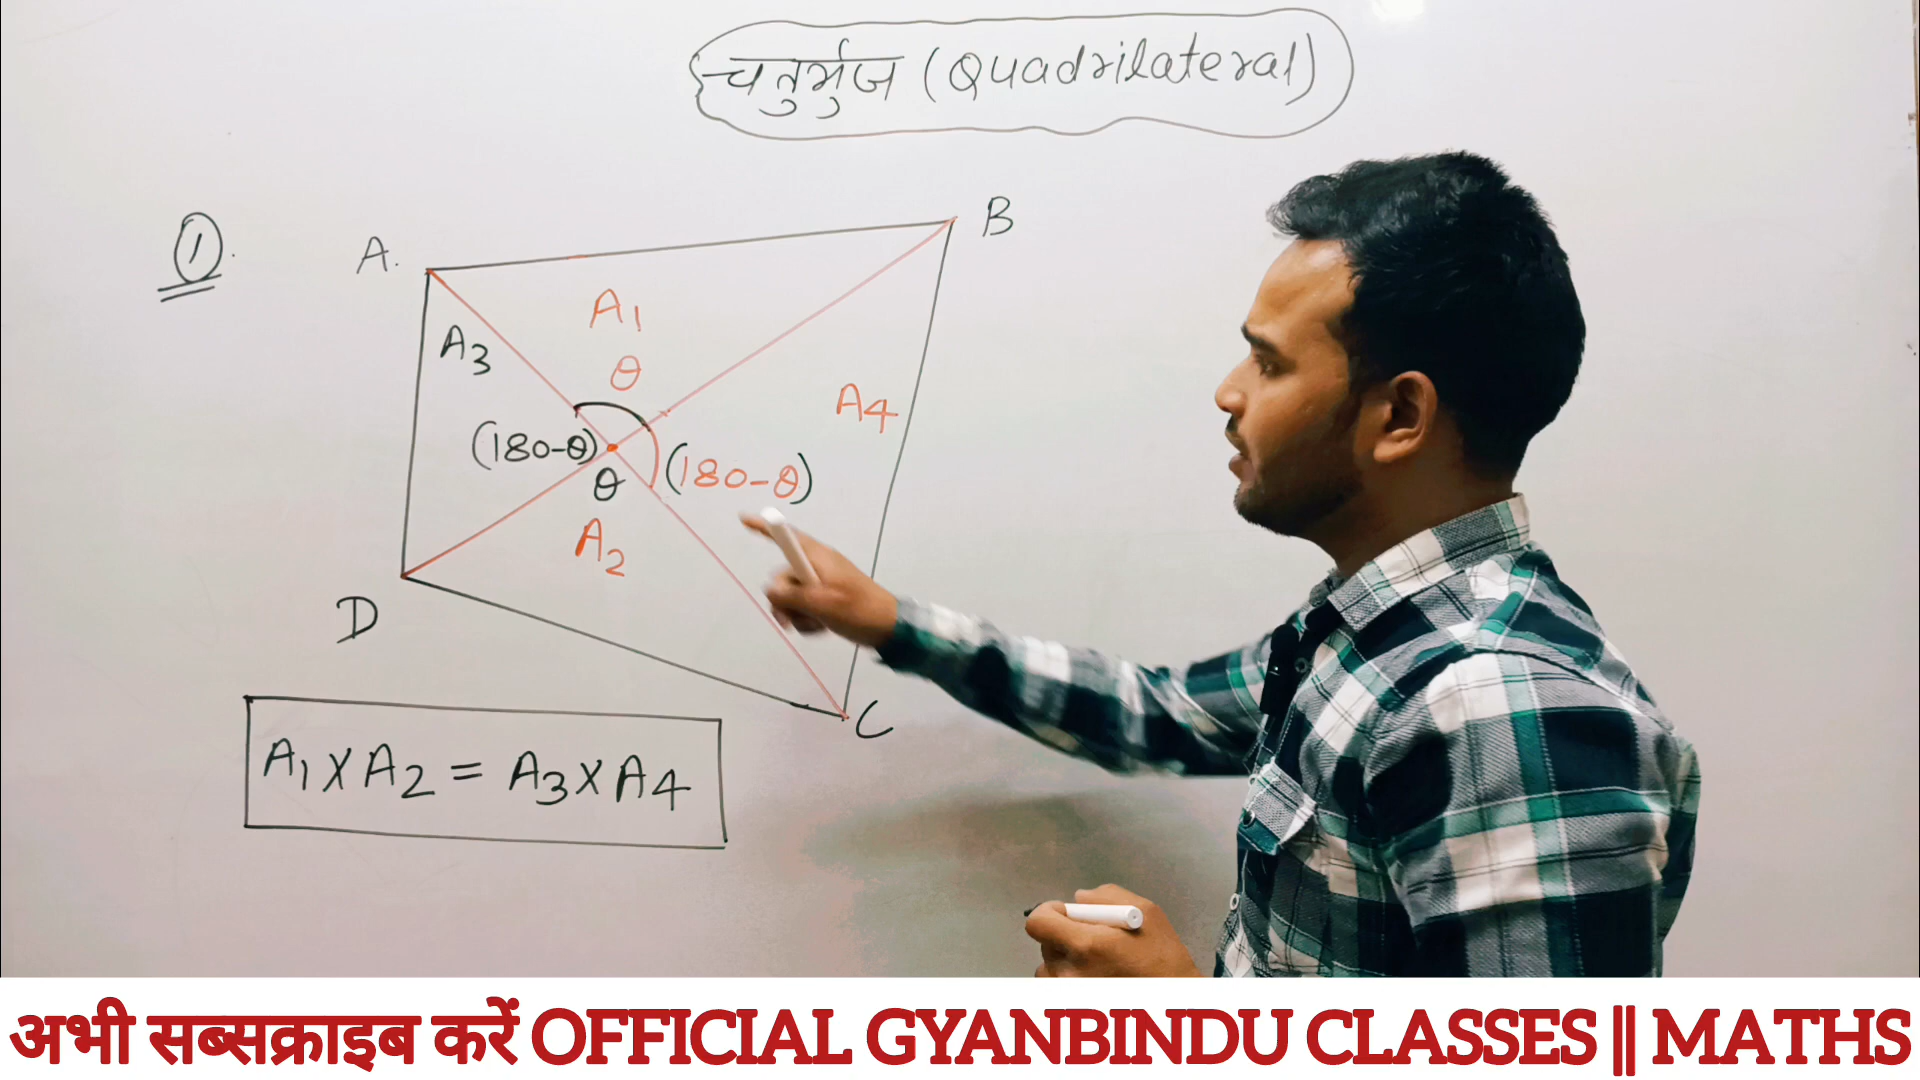 चतुर्भुज (Quadrilateral)
1.
A.
B
A1
A3
θ
A4
(180-θ)
(180-θ)
θ
A2
D
C
A1 X A2 = A3 X A4
अभी सब्सक्राइब करें OFFICIAL GYANBINDU CLASSES || MATHS